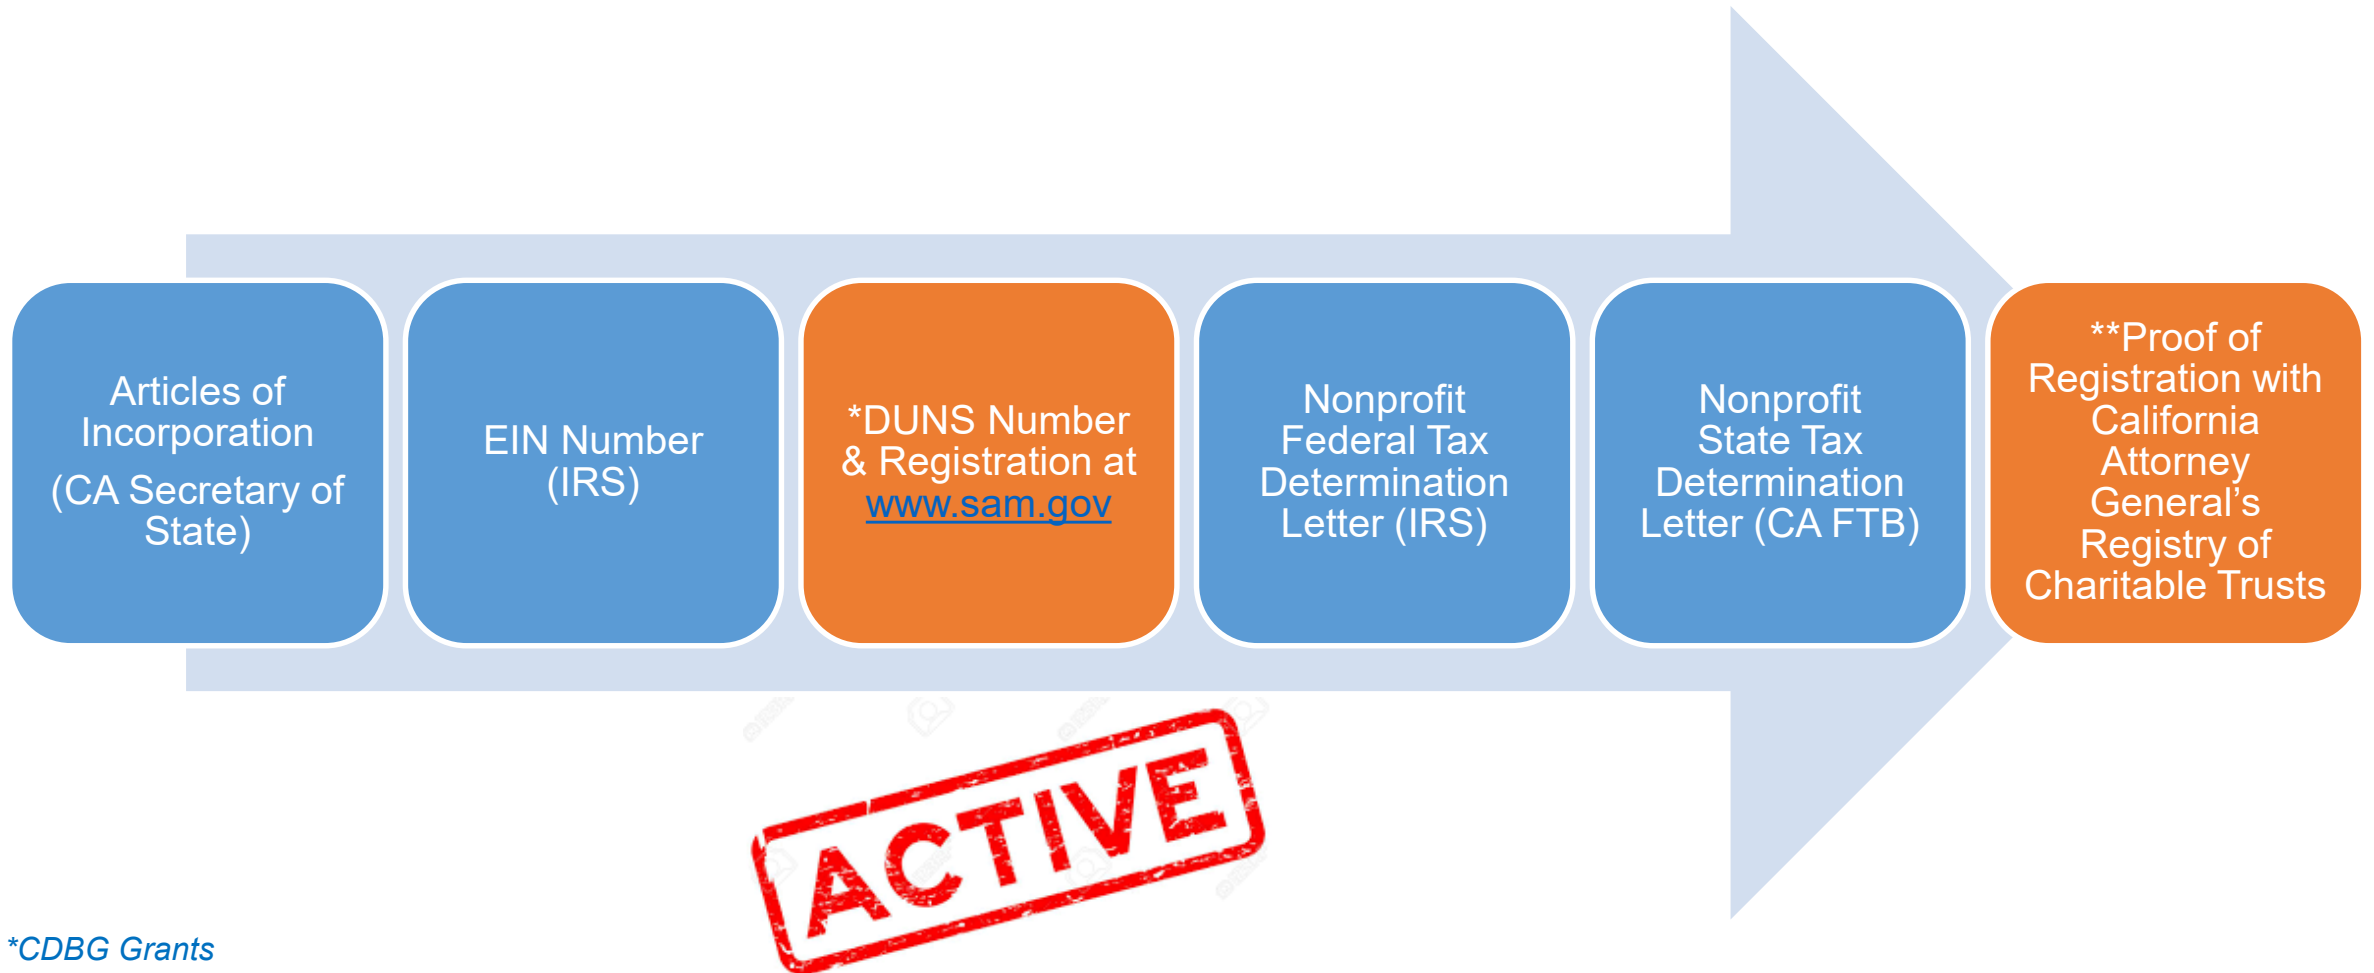 Articles of
Incorporation
(CA Secretary of
State)
EIN Number
(IRS)
*DUNS Number
& Registration at
www.sam.gov
Nonprofit
Federal Tax
Determination
Letter (IRS)
Nonprofit
State Tax
Determination
Letter (CA FTB)
**Proof of
Registration with
California
Attorney
General’s
Registry of
Charitable Trusts
ACTIVE
*CDBG Grants